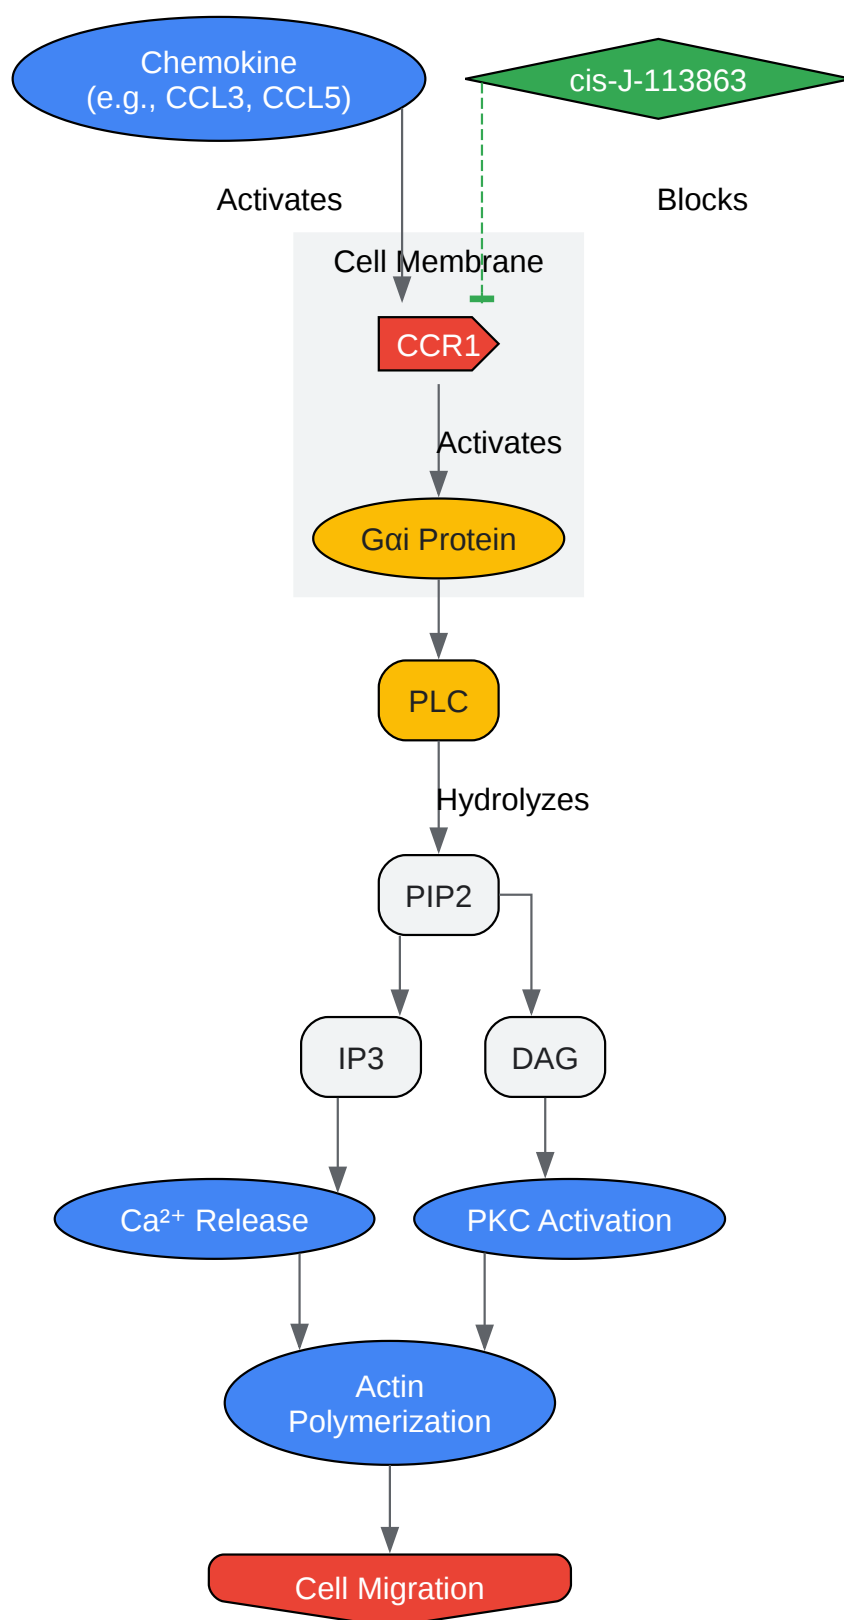 Chemokine
(e.g., CCL3, CCL5)
cis-J-113863
Activates
Blocks
Cell Membrane
CCR1
Activates
Gαi Protein
PLC
Hydrolyzes
PIP2
IP3
DAG
Ca²⁺ Release
PKC Activation
Actin
Polymerization
Cell Migration